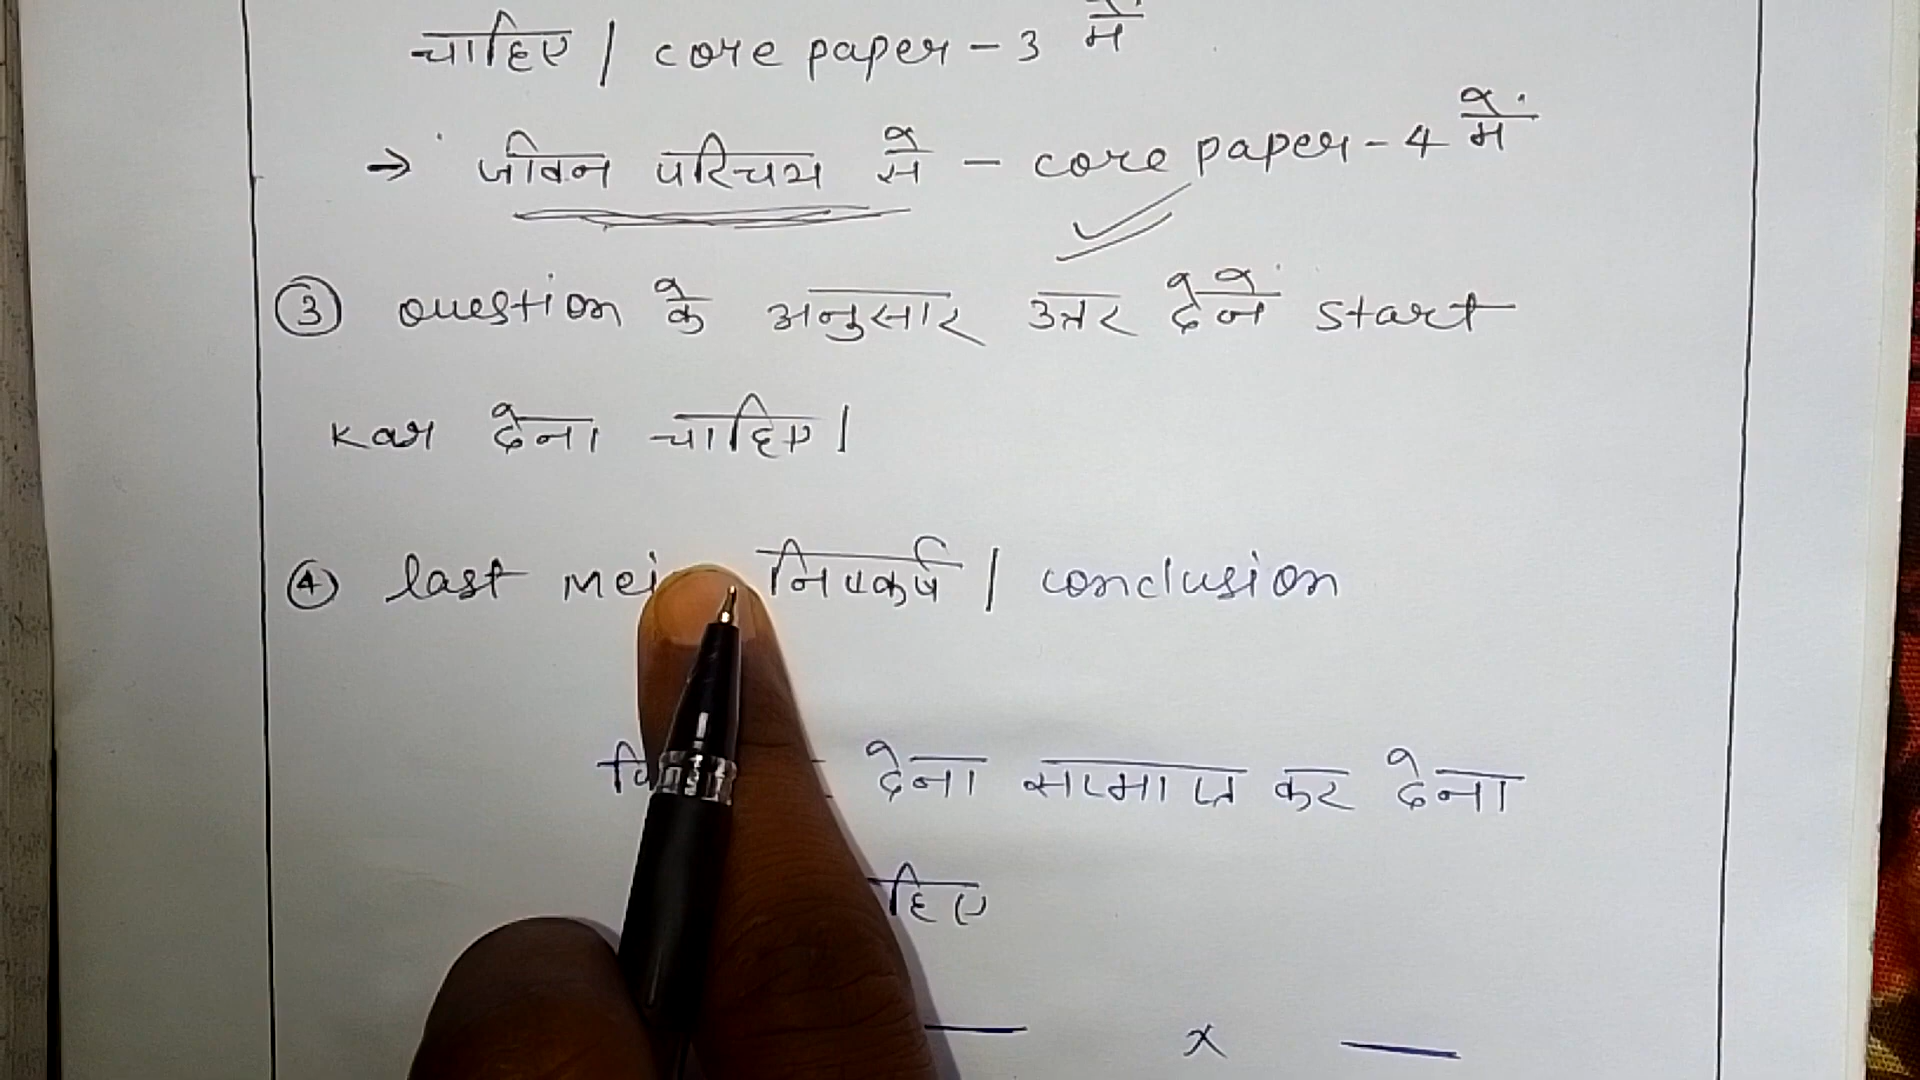 चाहिए | core paper - 3 में
→ जीवन परिचय से - core paper - 4 में
③ question के अनुसार उत्तर देनें start
kar देना चाहिए।
④ last mei निष्कर्ष | conclusion
देना समाप्त कर देना
हिए
— x —